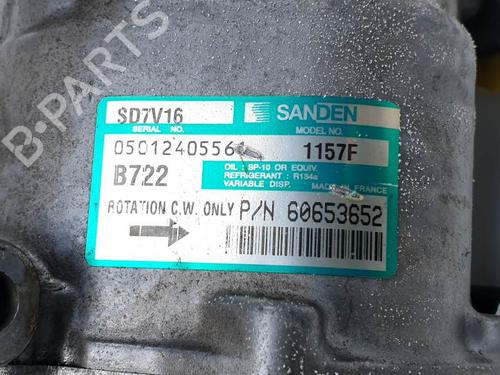 B-PARTS
SD7V16
SANDEN
SERIAL NO.
MODEL NO.
05012405564
1157F
B722
OIL : SP-10 OR EQUIV.
REFRIGERANT : R134a
VARIABLE DISP. MADE IN FRANCE
ROTATION C.W. ONLY P/N 60653652